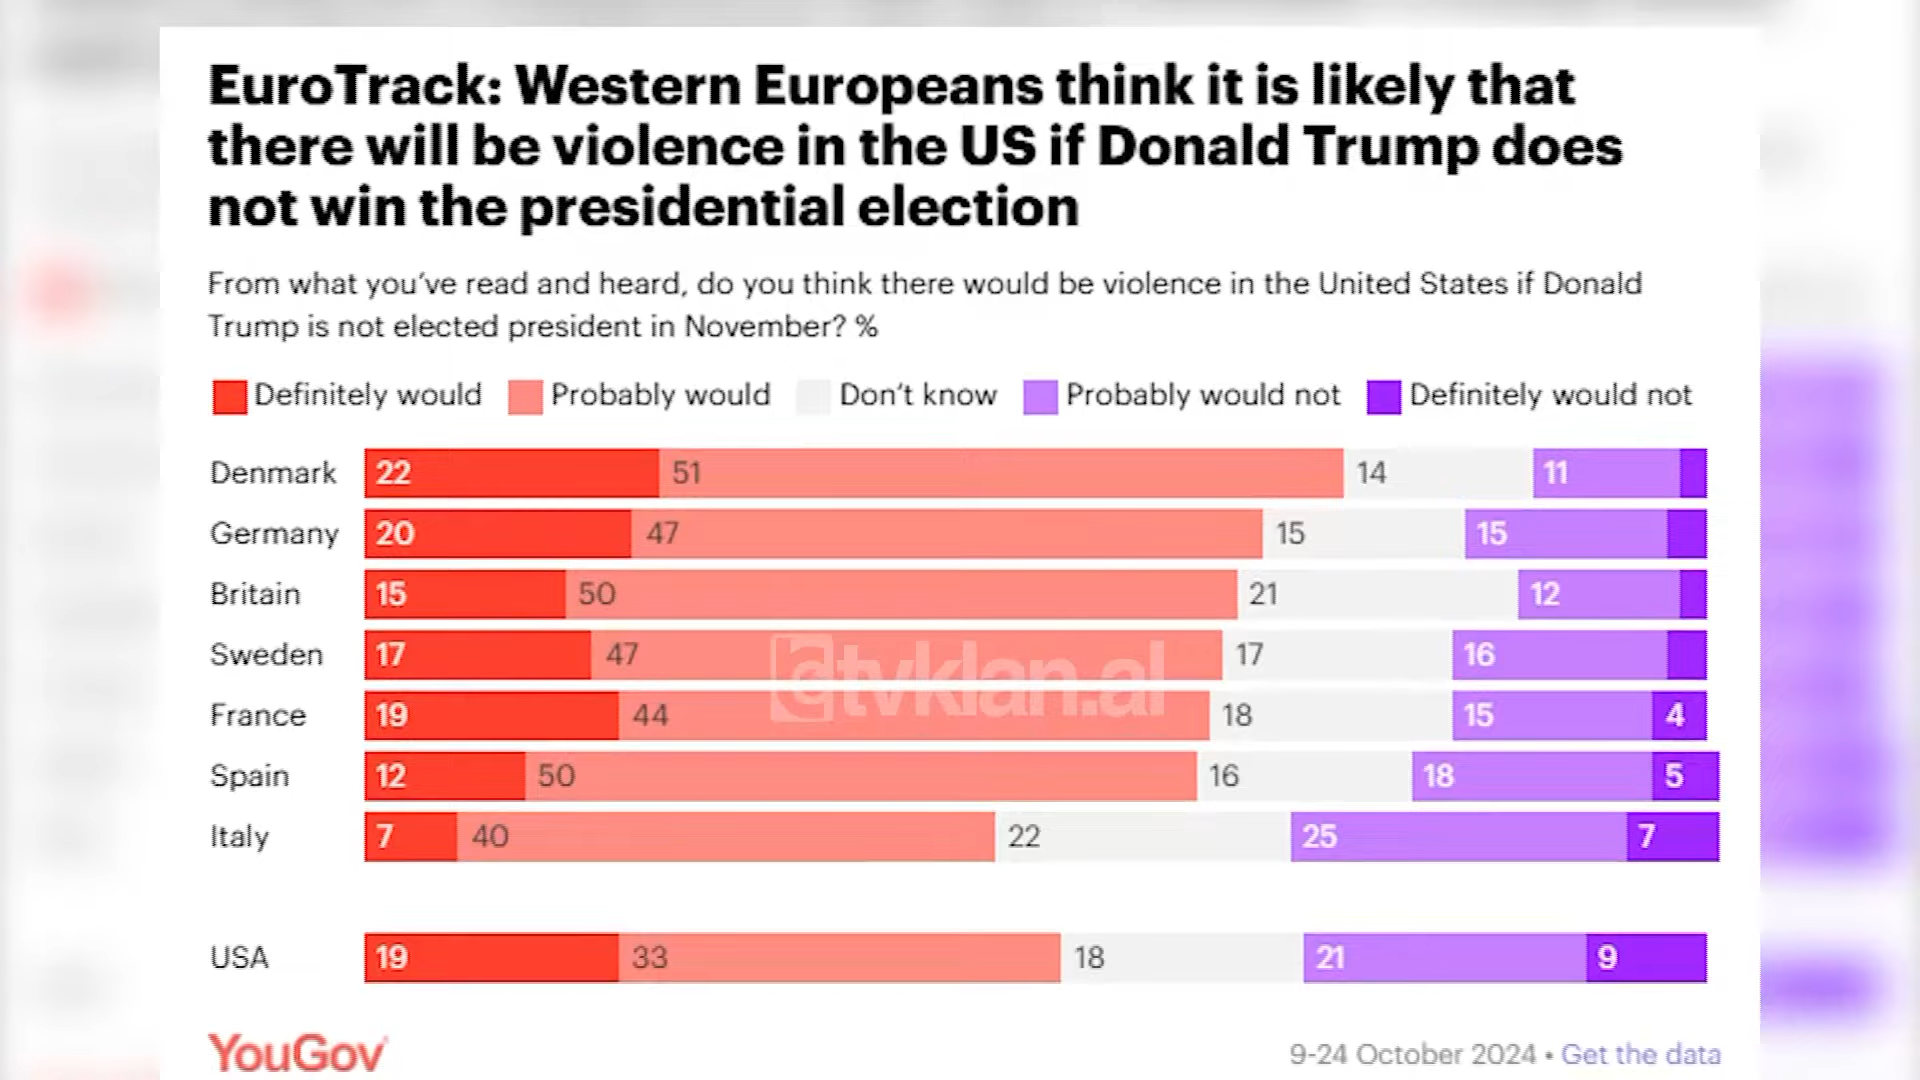 EuroTrack: Western Europeans think it is likely that
there will be violence in the US if Donald Trump does
not win the presidential election
From what you've read and heard, do you think there would be violence in the United States if Donald
Trump is not elected president in November? %
Definitely would Probably would Don't know Probably would not Definitely would not
Denmark 22 51 14 11
Germany 20 47 15 15
Britain 15 50 21 12
Sweden 17 47 17 16
tvklan.al
France 19 44 18 15 4
Spain 12 50 16 18 5
Italy 7 40 22 25 7
USA 19 33 18 21 9
YouGov 9-24 October 2024 • Get the data